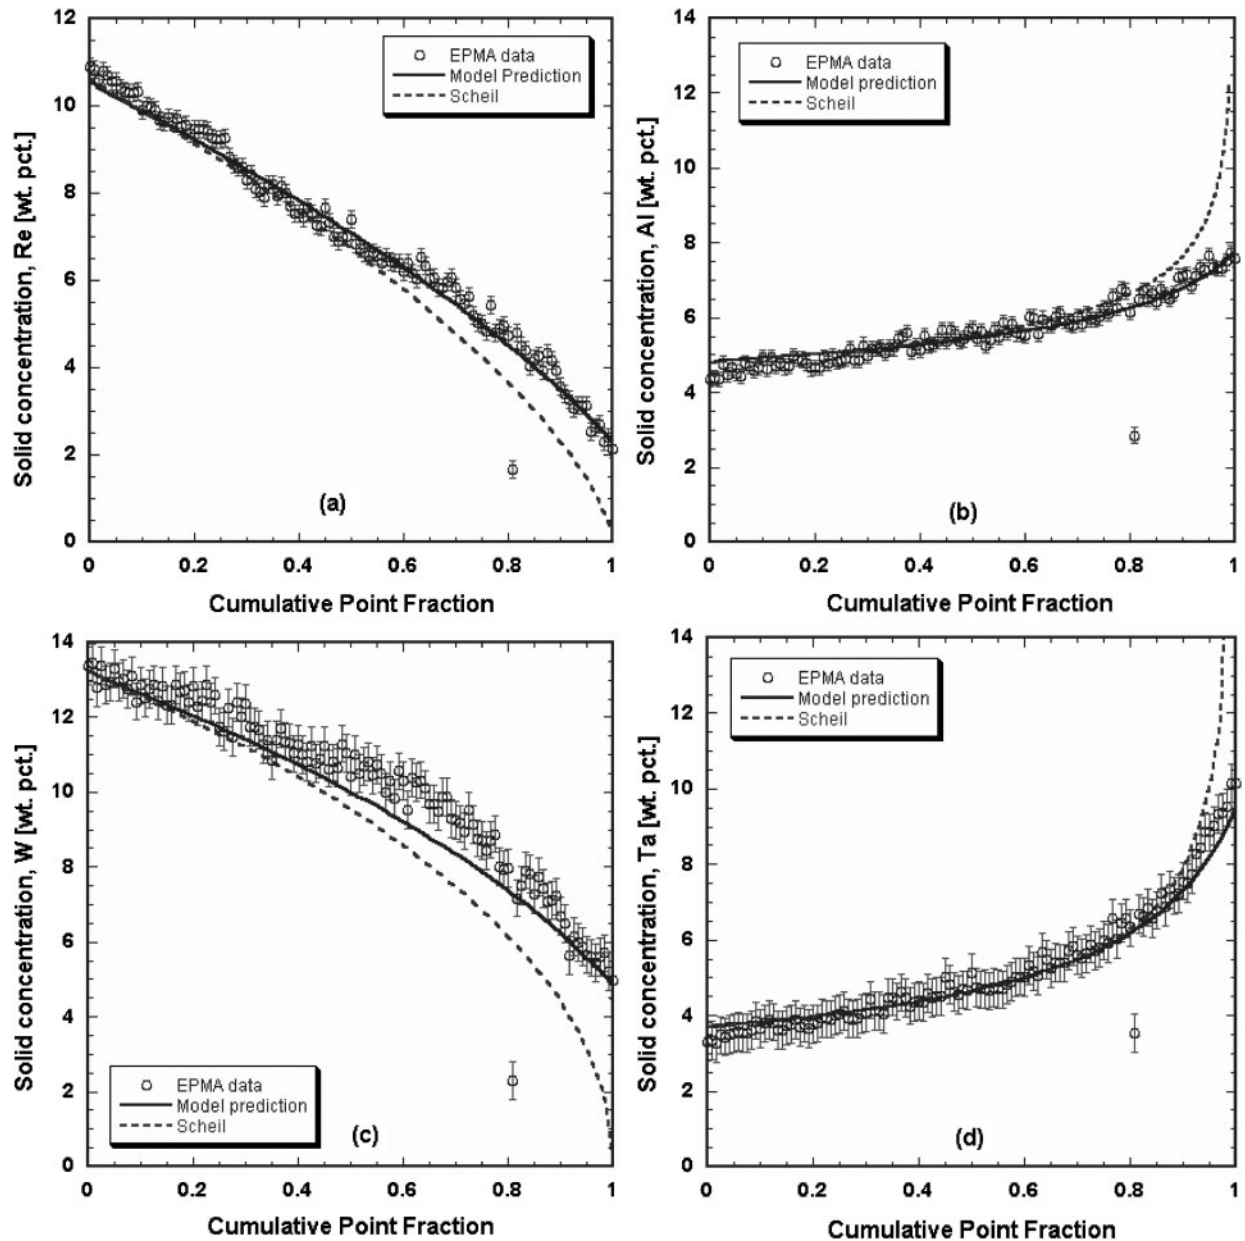 12
10
8
6
4
2
0
Solid concentration, Re [wt. pct.]
EPMA data
Model Prediction
Scheil
(a)
0 0.2 0.4 0.6 0.8 1
Cumulative Point Fraction
14
12
10
8
6
4
2
0
Solid concentration, Al [wt. pct.]
EPMA data
Model prediction
Scheil
(b)
0 0.2 0.4 0.6 0.8 1
Cumulative Point Fraction
14
12
10
8
6
4
2
0
Solid concentration, W [wt. pct.]
EPMA data
Model prediction
Scheil
(c)
0 0.2 0.4 0.6 0.8 1
Cumulative Point Fraction
14
12
10
8
6
4
2
0
Solid concentration, Ta [wt. pct.]
EPMA data
Model prediction
Scheil
(d)
0 0.2 0.4 0.6 0.8 1
Cumulative Point Fraction